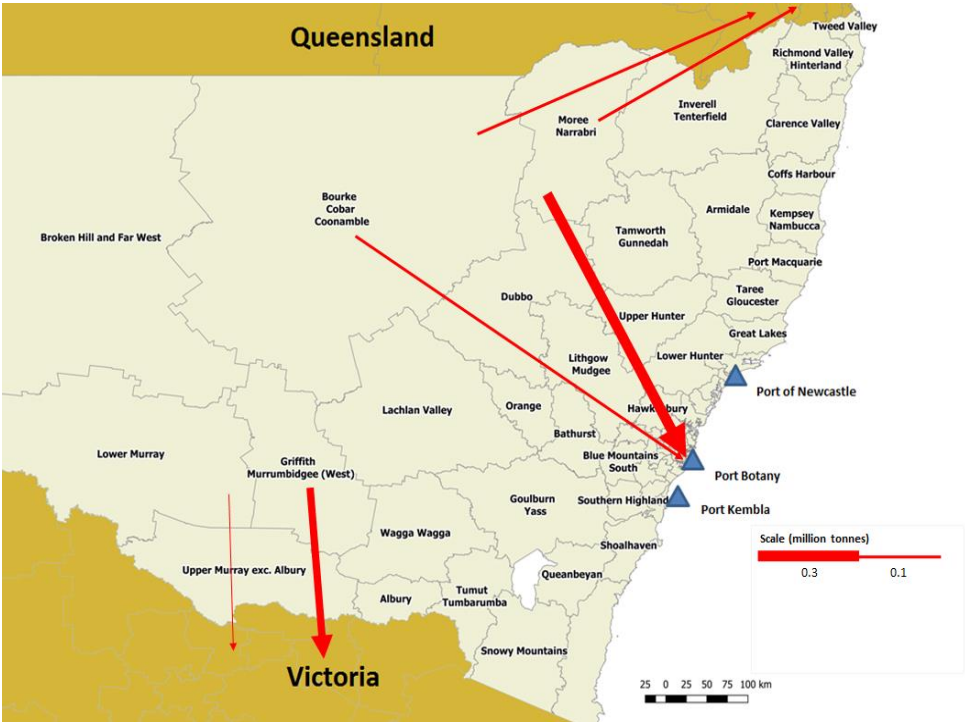 Queensland
Tweed Valley
Richmond Valley
Hinterland
Inverell
Tenterfield
Moree
Narrabri
Clarence Valley
Coffs Harbour
Bourke
Cobar
Coonamble
Armidale
Kempsey
Nambucca
Broken Hill and Far West
Tamworth
Gunnedah
Port Macquarie
Dubbo
Taree
Gloucester
Upper Hunter
Great Lakes
Lithgow
Mudgee
Lower Hunter
Port of Newcastle
Lachlan Valley
Orange
Hawkesbury
Bathurst
Lower Murray
Griffith
Murrumbidgee (West)
Blue Mountains
South
Port Botany
Goulburn
Yass
Southern Highland
Port Kembla
Wagga Wagga
Shoalhaven
Scale (million tonnes)
0.3
0.1
Upper Murray exc. Albury
Queanbeyan
Albury
Tumut
Tumbarumba
Snowy Mountains
Victoria
25 0 25 50 75 100 km